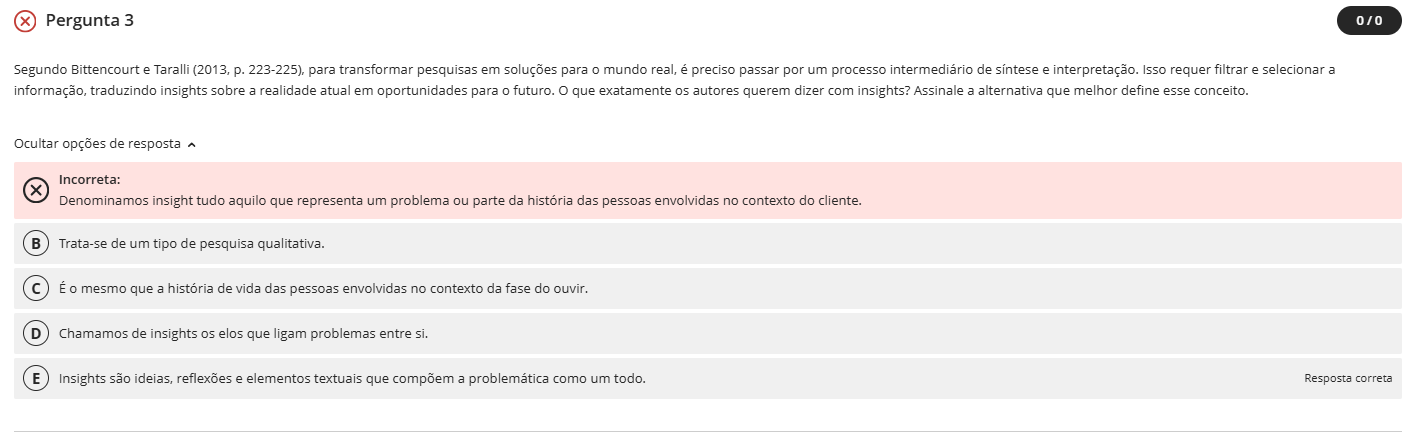 Pergunta 3
0 / 0
Segundo Bittencourt e Taralli (2013, p. 223-225), para transformar pesquisas em soluções para o mundo real, é preciso passar por um processo intermediário de síntese e interpretação. Isso requer filtrar e selecionar a
informação, traduzindo insights sobre a realidade atual em oportunidades para o futuro. O que exatamente os autores querem dizer com insights? Assinale a alternativa que melhor define esse conceito.
Ocultar opções de resposta
Incorreta:
Denominamos insight tudo aquilo que representa um problema ou parte da história das pessoas envolvidas no contexto do cliente.
B Trata-se de um tipo de pesquisa qualitativa.
C É o mesmo que a história de vida das pessoas envolvidas no contexto da fase do ouvir.
D Chamamos de insights os elos que ligam problemas entre si.
E Insights são ideias, reflexões e elementos textuais que compõem a problemática como um todo. Resposta correta